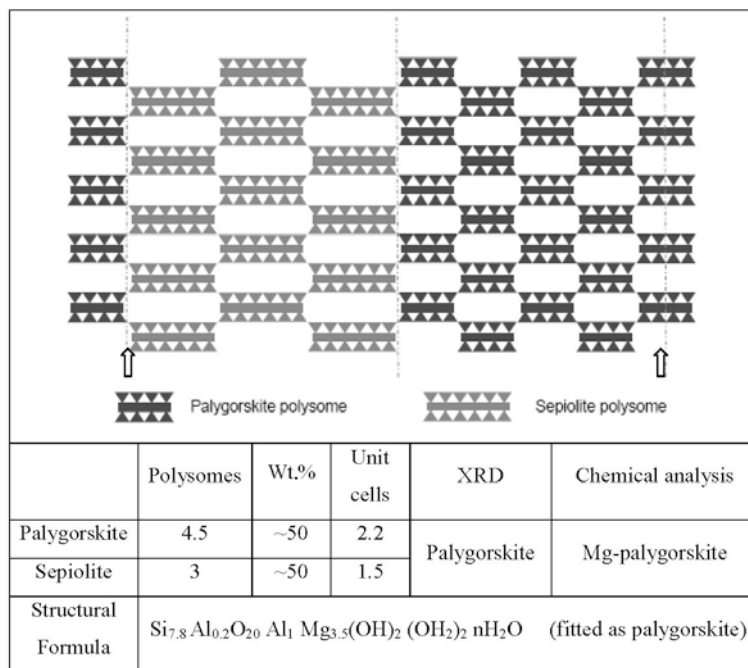 Palygorskite polysome Sepiolite polysome
Polysomes Wt.% Unit cells XRD Chemical analysis
Palygorskite 4.5 ~50 2.2 Palygorskite Mg-palygorskite
Sepiolite 3 ~50 1.5
Structural Formula Si7.8 Al0.2O20 Al1 Mg3.5(OH)2 (OH2)2 nH2O (fitted as palygorskite)